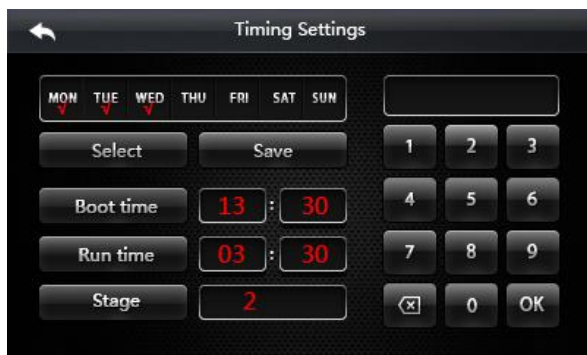 Timing Settings
MON TUE WED THU FRI SAT SUN
Select Save
Boot time 13 : 30
Run time 03 : 30
Stage 2
1 2 3
4 5 6
7 8 9
0 OK